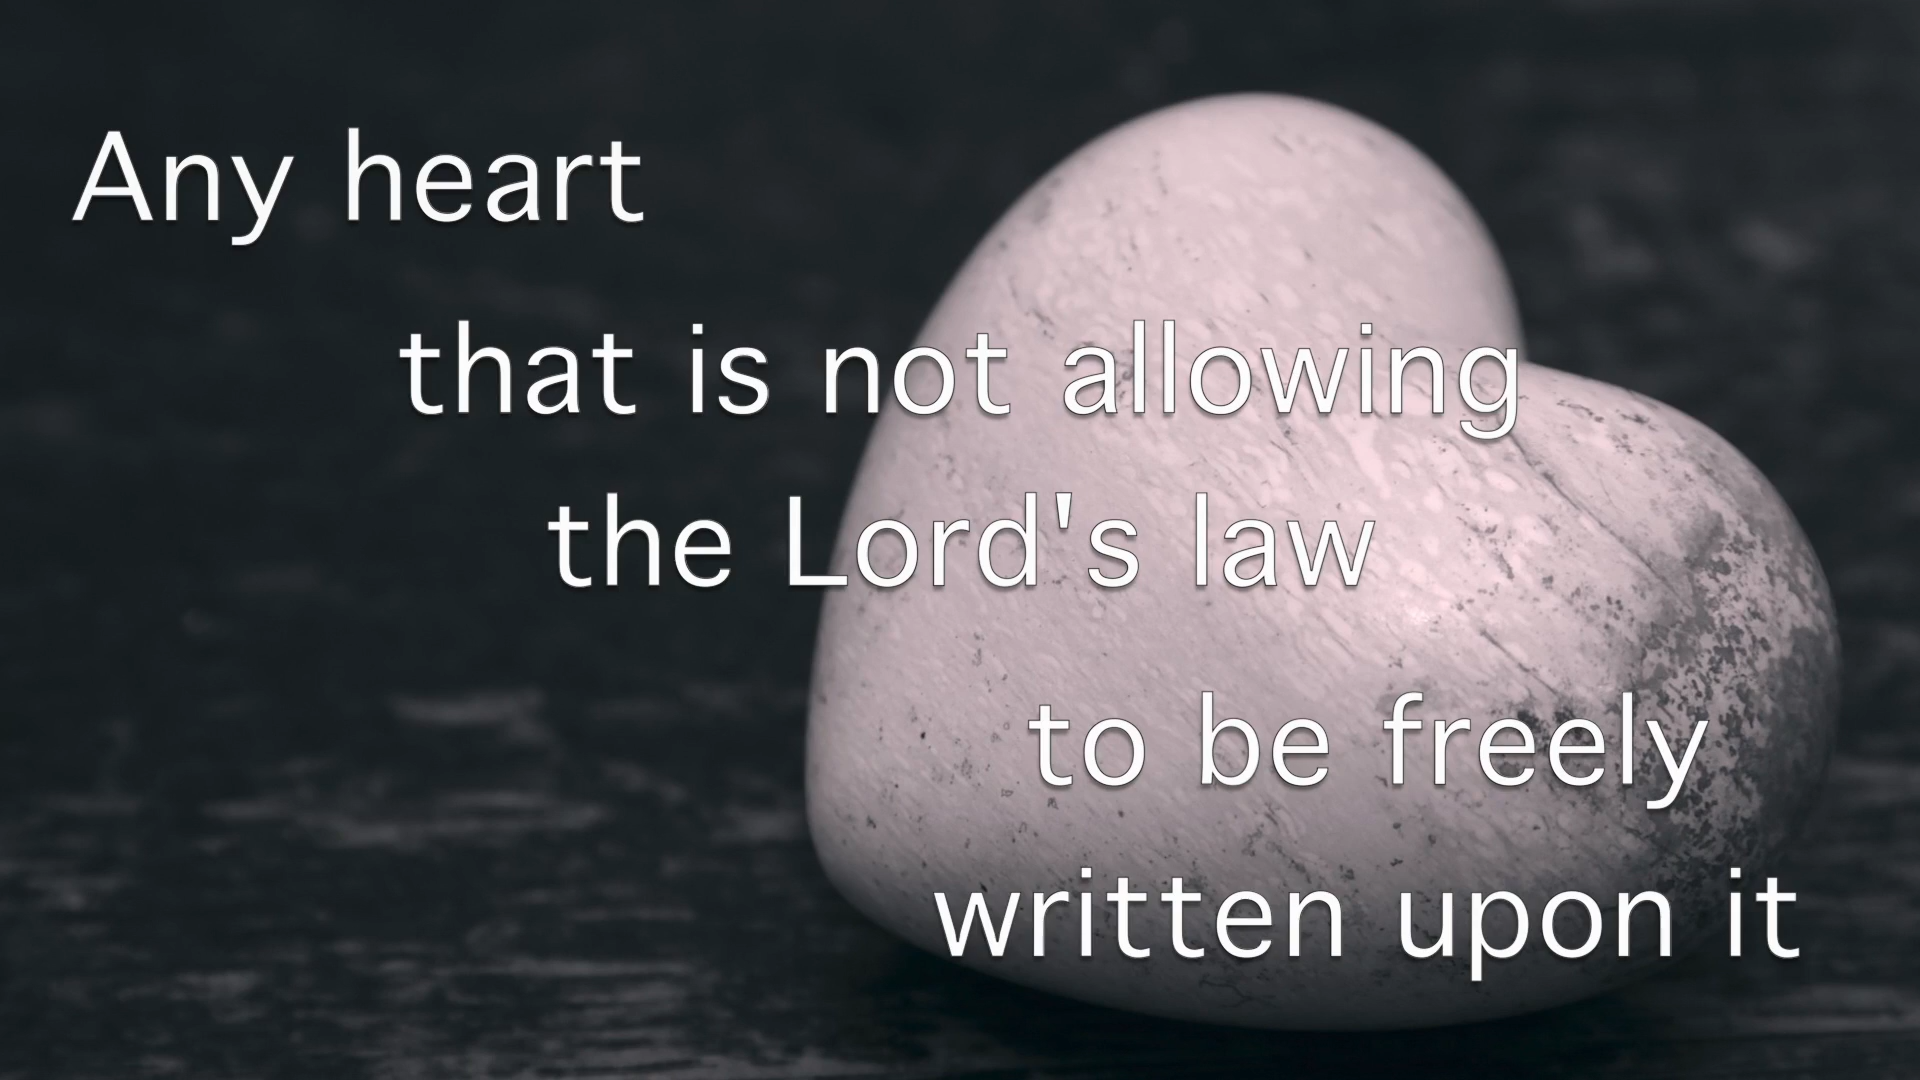 Any heart
that is not allowing
the Lord's law
to be freely
written upon it